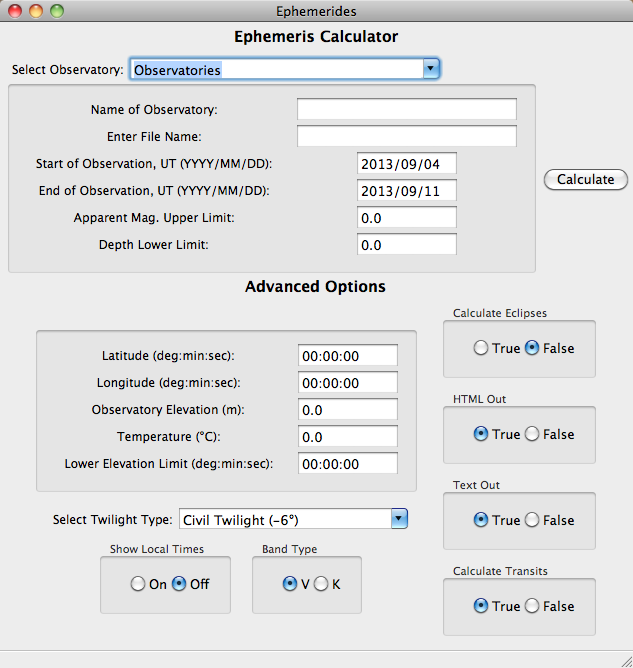 Ephemerides
Ephemeris Calculator
Select Observatory: Observatories
Name of Observatory:
Enter File Name:
Start of Observation, UT (YYYY/MM/DD): 2013/09/04
End of Observation, UT (YYYY/MM/DD): 2013/09/11
Apparent Mag. Upper Limit: 0.0
Depth Lower Limit: 0.0
Calculate
Advanced Options
Latitude (deg:min:sec): 00:00:00
Longitude (deg:min:sec): 00:00:00
Observatory Elevation (m): 0.0
Temperature (°C): 0.0
Lower Elevation Limit (deg:min:sec): 00:00:00
Select Twilight Type: Civil Twilight (-6°)
Show Local Times
On Off
Band Type
V K
Calculate Eclipses
True False
HTML Out
True False
Text Out
True False
Calculate Transits
True False